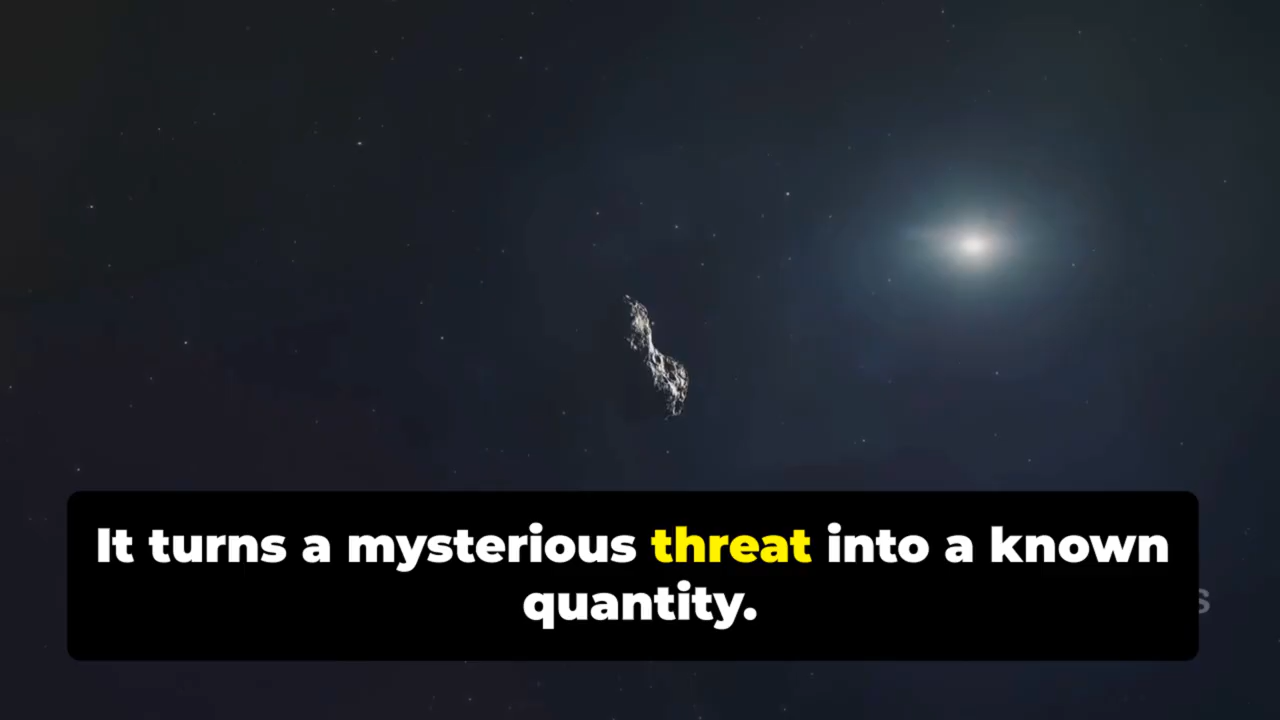 It turns a mysterious threat into a known
quantity.